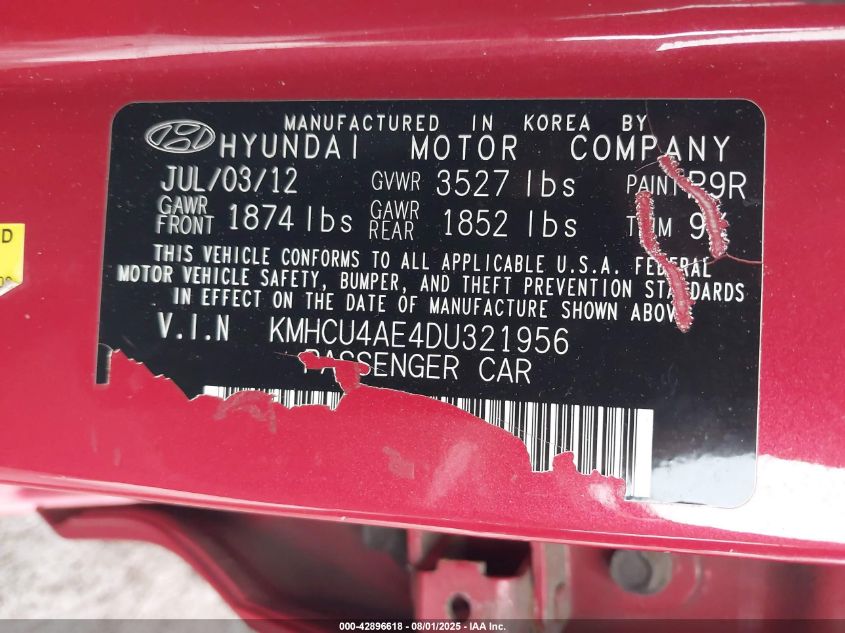 MANUFACTURED IN KOREA BY
HYUNDAI MOTOR COMPANY
JUL/03/12 GVWR 3527 lbs PAINT
GAWR FRONT 1874 lbs GAWR REAR 1852 lbs
THIS VEHICLE CONFORMS TO ALL APPLICABLE U.S.A. FEDERAL
MOTOR VEHICLE SAFETY, BUMPER, AND THEFT PREVENTION STANDARDS
IN EFFECT ON THE DATE OF MANUFACTURE SHOWN ABOVE
V.I.N KMHCU4AE4DU321956
PASSENGER CAR
000-42896618 - 08/01/2025 - IAA, Inc.